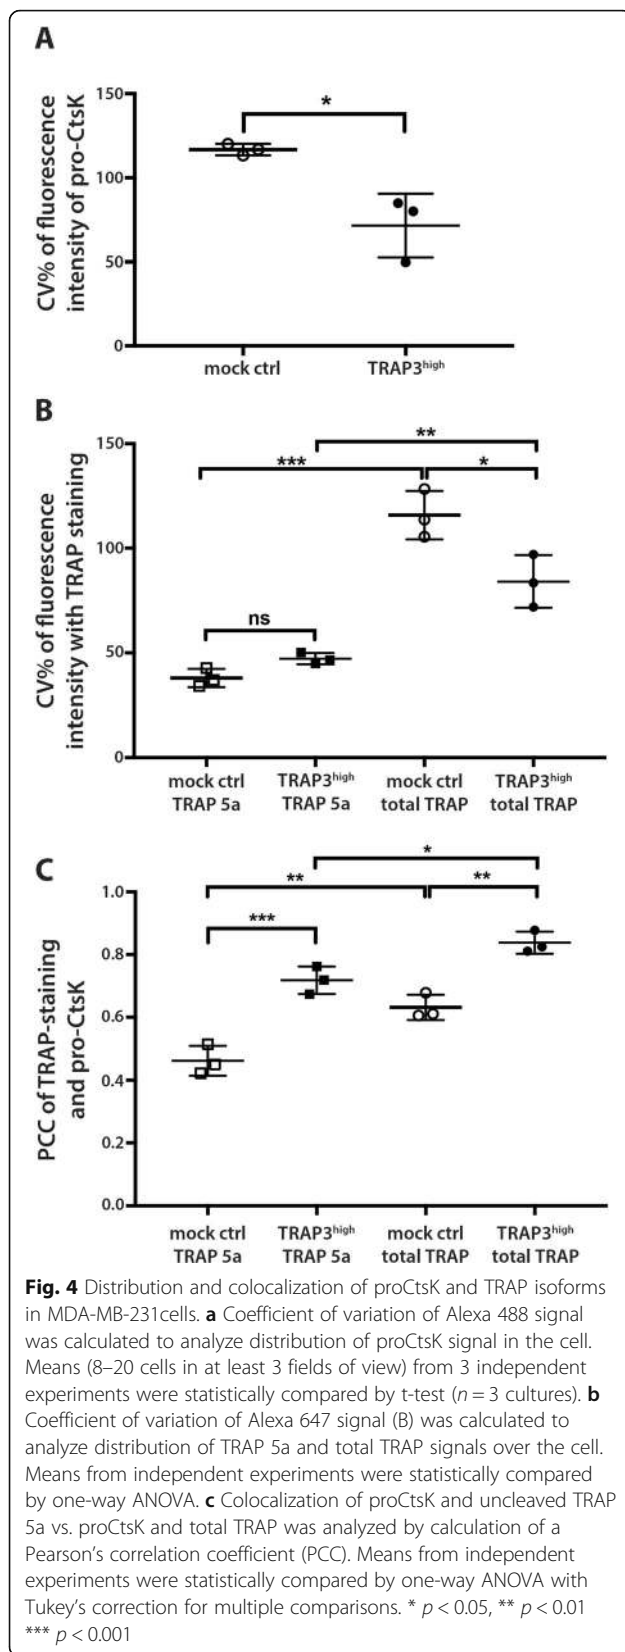 A
CV% of fluorescence
intensity of pro-CtsK
150
100
50
0
*
mock ctrl
TRAP3high
B
CV% of fluorescence
intensity with TRAP staining
150
100
50
0
**
***
*
ns
mock ctrl
TRAP 5a
TRAP3high
TRAP 5a
mock ctrl
total TRAP
TRAP3high
total TRAP
C
PCC of TRAP-staining
and pro-CtsK
1.0
0.8
0.6
0.4
0.2
0.0
*
**
**
***
mock ctrl
TRAP 5a
TRAP3high
TRAP 5a
mock ctrl
total TRAP
TRAP3high
total TRAP
Fig. 4 Distribution and colocalization of proCtsK and TRAP isoforms
in MDA-MB-231cells. a Coefficient of variation of Alexa 488 signal
was calculated to analyze distribution of proCtsK signal in the cell.
Means (8–20 cells in at least 3 fields of view) from 3 independent
experiments were statistically compared by t-test (n = 3 cultures). b
Coefficient of variation of Alexa 647 signal (B) was calculated to
analyze distribution of TRAP 5a and total TRAP signals over the cell.
Means from independent experiments were statistically compared
by one-way ANOVA. c Colocalization of proCtsK and uncleaved TRAP
5a vs. proCtsK and total TRAP was analyzed by calculation of a
Pearson's correlation coefficient (PCC). Means from independent
experiments were statistically compared by one-way ANOVA with
Tukey's correction for multiple comparisons. * p < 0.05, ** p < 0.01
*** p < 0.001